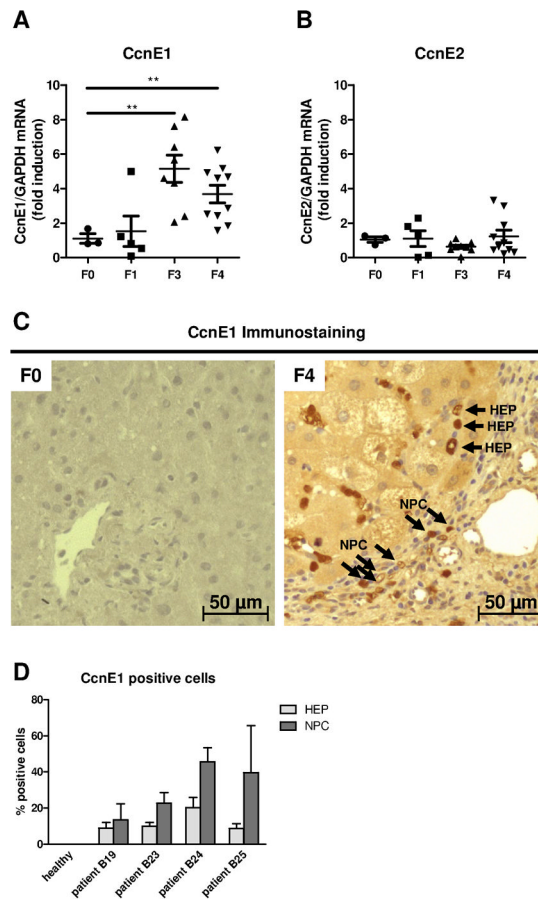 A
CcnE1
CcnE1/GAPDH mRNA
(fold induction)
10
8
6
4
2
0
**
**
F0
F1
F3
F4
B
CcnE2
CcnE2/GAPDH mRNA
(fold induction)
10
8
6
4
2
0
F0
F1
F3
F4
C
CcnE1 Immunostaining
F0
50 µm
F4
HEP
HEP
HEP
NPC
NPC
50 µm
D
CcnE1 positive cells
% positive cells
80
60
40
20
0
HEP
NPC
healthy
patient B19
patient B23
patient B24
patient B25